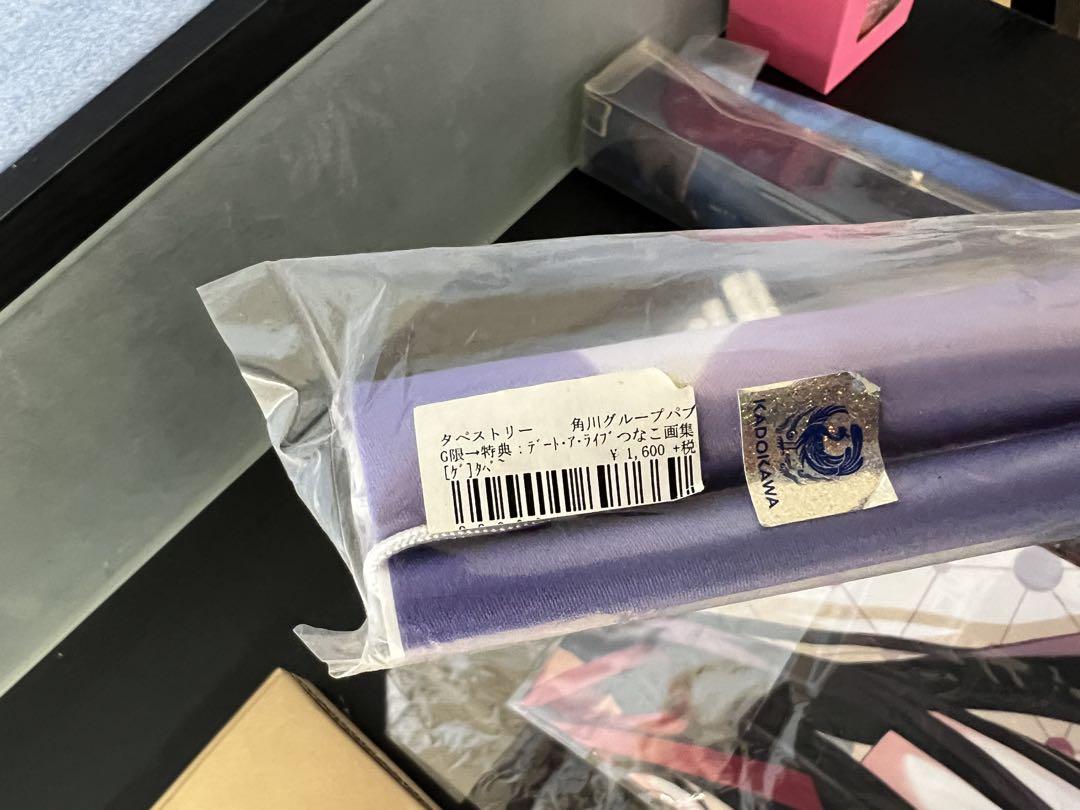 タペストリー 角川グループパブ
G限→特典：ﾃﾞｰﾄ･ｱ･ﾗｲﾌﾞつなこ画集
[ｹﾞ]ﾀﾍﾟ ¥ 1,600 +税
KADOKAWA